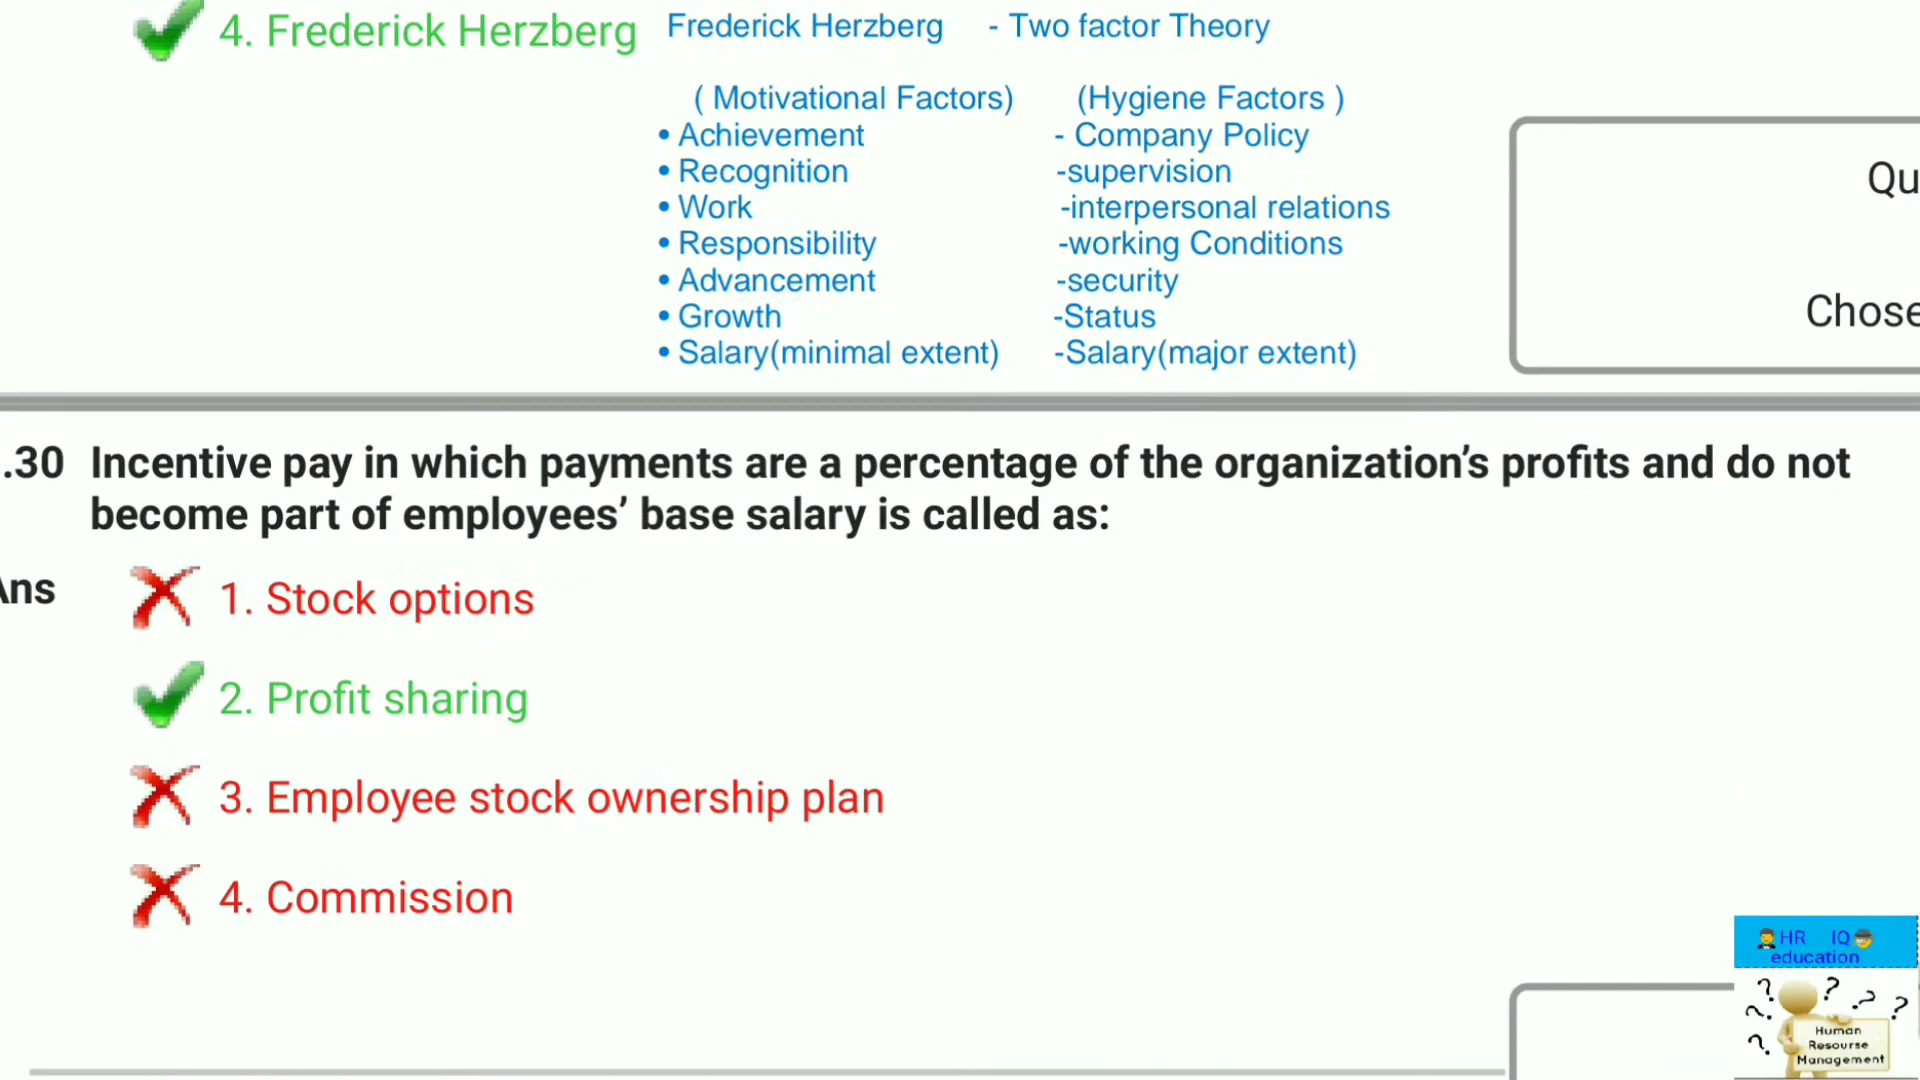 4. Frederick Herzberg
Frederick Herzberg - Two factor Theory
( Motivational Factors) (Hygiene Factors )
• Achievement - Company Policy
• Recognition -supervision
• Work -interpersonal relations
• Responsibility -working Conditions
• Advancement -security
• Growth -Status
• Salary(minimal extent) -Salary(major extent)
Qu
Chose
.30 Incentive pay in which payments are a percentage of the organization’s profits and do not
become part of employees’ base salary is called as:
Ans
1. Stock options
2. Profit sharing
3. Employee stock ownership plan
4. Commission
HR IQ
education
? ? ? ? ? ?
Human
Resourse
Management